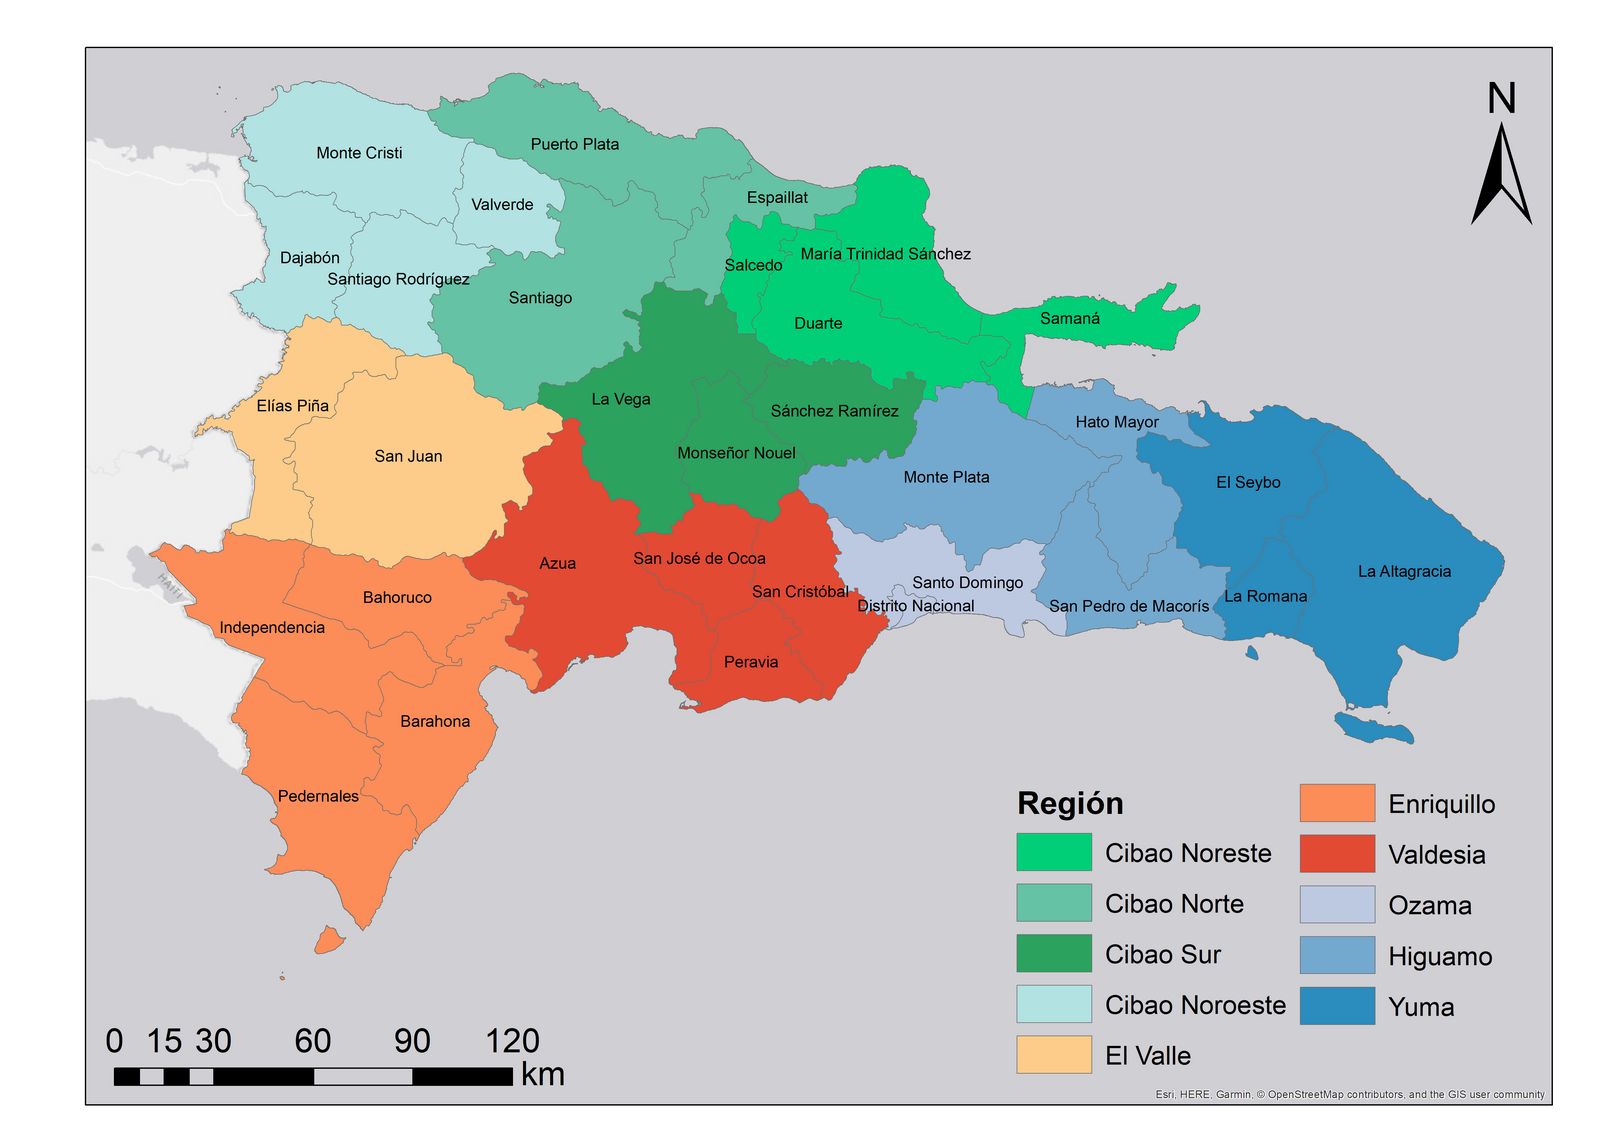 N
Puerto Plata
Monte Cristi
Espaillat
Valverde
María Trinidad Sánchez
Dajabón
Salcedo
Santiago Rodríguez
Santiago
Samaná
Duarte
La Vega
Elías Piña
Sánchez Ramírez
Hato Mayor
San Juan
Monseñor Nouel
Monte Plata
El Seybo
San José de Ocoa
Azua
La Altagracia
HAITI
Santo Domingo
San Cristóbal
Bahoruco
La Romana
Distrito Nacional
San Pedro de Macorís
Independencia
Peravia
Barahona
Pedernales
Región
Cibao Noreste
Cibao Norte
Cibao Sur
Cibao Noroeste
El Valle
Enriquillo
Valdesia
Ozama
Higuamo
Yuma
0 15 30 60 90 120
km
Esri, HERE, Garmin, © OpenStreetMap contributors, and the GIS user community